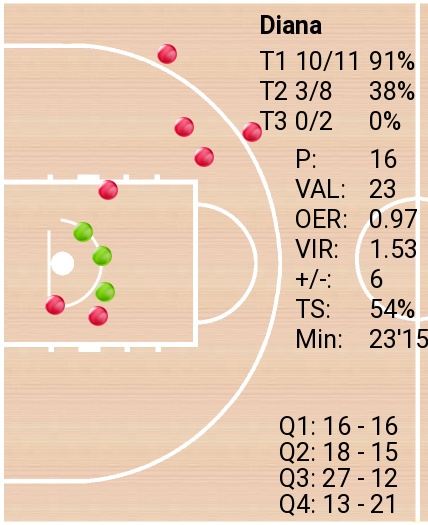 Diana
T1 10/11 91%
T2 3/8 38%
T3 0/2 0%
P: 16
VAL: 23
OER: 0.97
VIR: 1.53
+/-: 6
TS: 54%
Min: 23'15
Q1: 16 - 16
Q2: 18 - 15
Q3: 27 - 12
Q4: 13 - 21